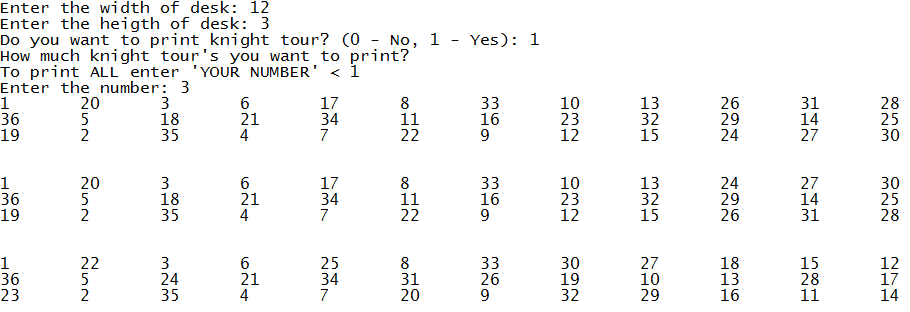 Enter the width of desk: 12
Enter the heigth of desk: 3
Do you want to print knight tour? (0 - No, 1 - Yes): 1
How much knight tour's you want to print?
To print ALL enter 'YOUR NUMBER' < 1
Enter the number: 3
1 20 3 6 17 8 33 10 13 26 31 28
36 5 18 21 34 11 16 23 32 29 14 25
19 2 35 4 7 22 9 12 15 24 27 30
1 20 3 6 17 8 33 10 13 24 27 30
36 5 18 21 34 11 16 23 32 29 14 25
19 2 35 4 7 22 9 12 15 26 31 28
1 22 3 6 25 8 33 30 27 18 15 12
36 5 24 21 34 31 26 19 10 13 28 17
23 2 35 4 7 20 9 32 29 16 11 14